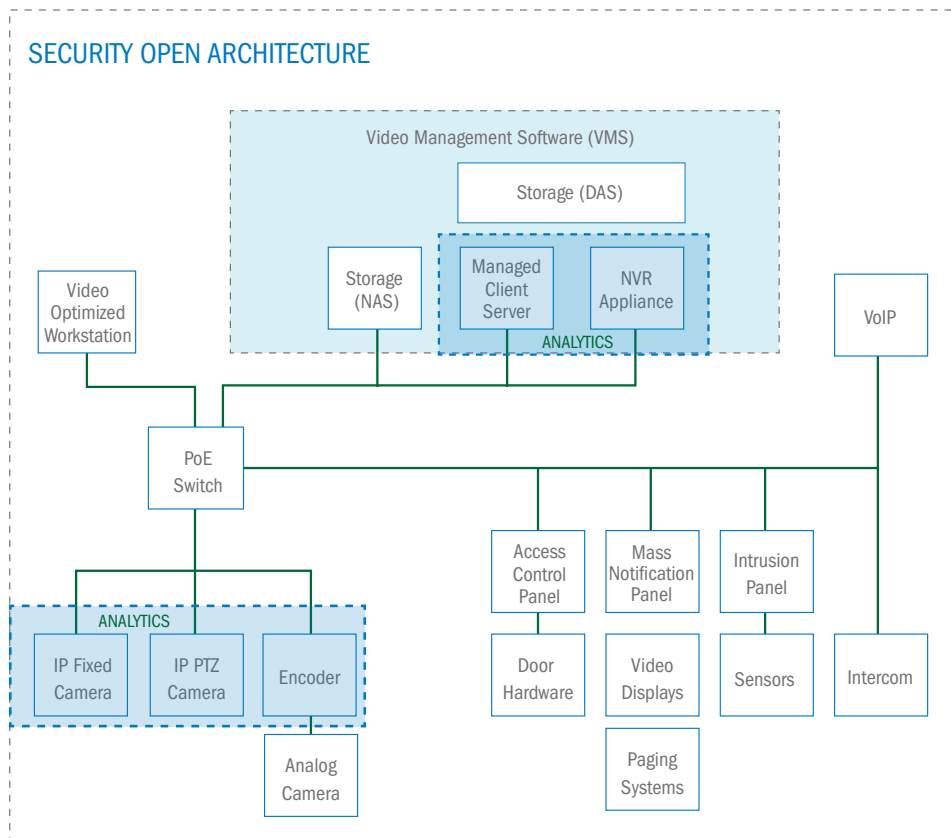 SECURITY OPEN ARCHITECTURE
Video Management Software (VMS)
Storage (DAS)
Video
Optimized
Workstation
Storage
(NAS)
Managed
Client
Server
NVR
Appliance
ANALYTICS
VoIP
PoE
Switch
Access
Control
Panel
Mass
Notification
Panel
Intrusion
Panel
ANALYTICS
IP Fixed
Camera
IP PTZ
Camera
Encoder
Door
Hardware
Video
Displays
Sensors
Intercom
Analog
Camera
Paging
Systems